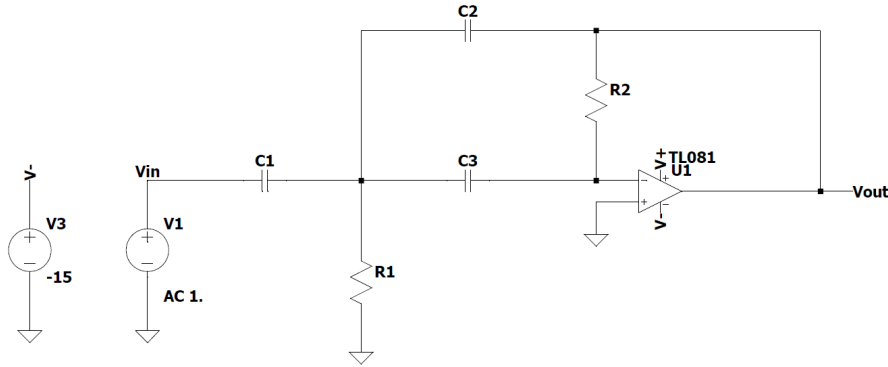 C2
R2
V-
Vin
C1
C3
V+
TL081
U1
Vout
V3
V1
V-
-15
AC 1.
R1